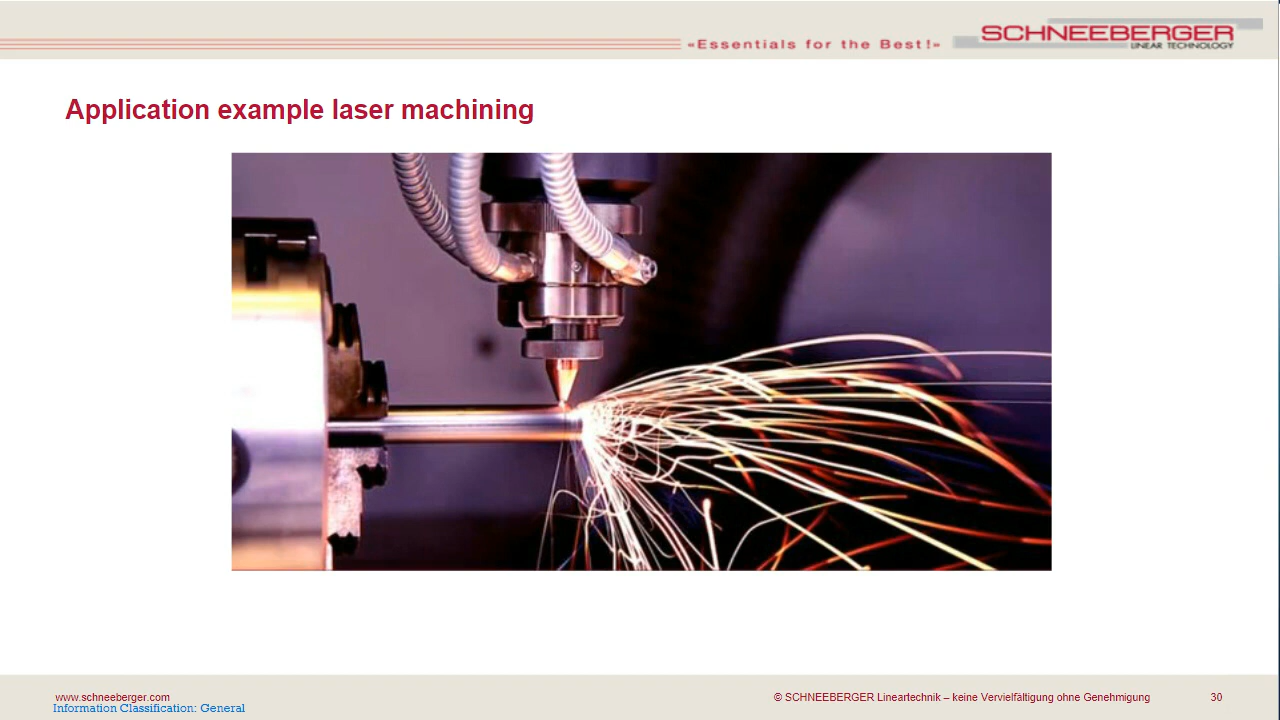 «Essentials for the Best!»
SCHNEEBERGER
LINEAR TECHNOLOGY
Application example laser machining
www.schneeberger.com
© SCHNEEBERGER Lineartechnik – keine Vervielfältigung ohne Genehmigung
30
Information Classification: General